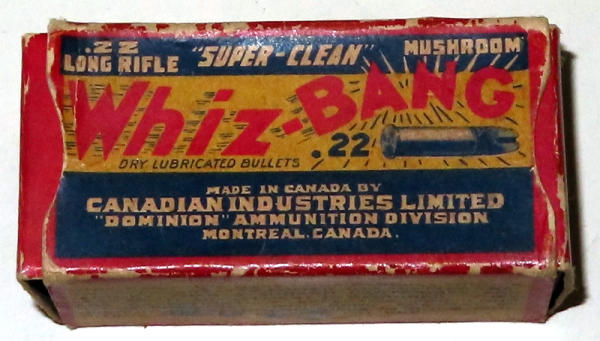 .22 LONG RIFLE
"SUPER-CLEAN"
MUSHROOM
Whiz-BANG
DRY LUBRICATED BULLETS
.22
MADE IN CANADA BY
CANADIAN INDUSTRIES LIMITED
"DOMINION" AMMUNITION DIVISION
MONTREAL. CANADA.